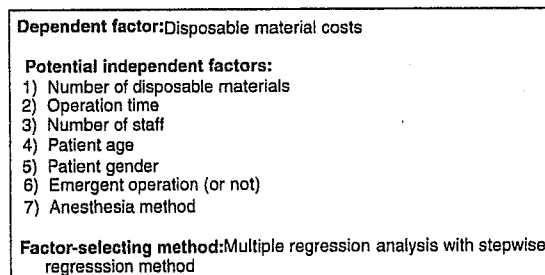 Dependent factor:Disposable material costs
Potential independent factors:
1) Number of disposable materials
2) Operation time
3) Number of staff
4) Patient age
5) Patient gender
6) Emergent operation (or not)
7) Anesthesia method
Factor-selecting method:Multiple regression analysis with stepwise
regresssion method